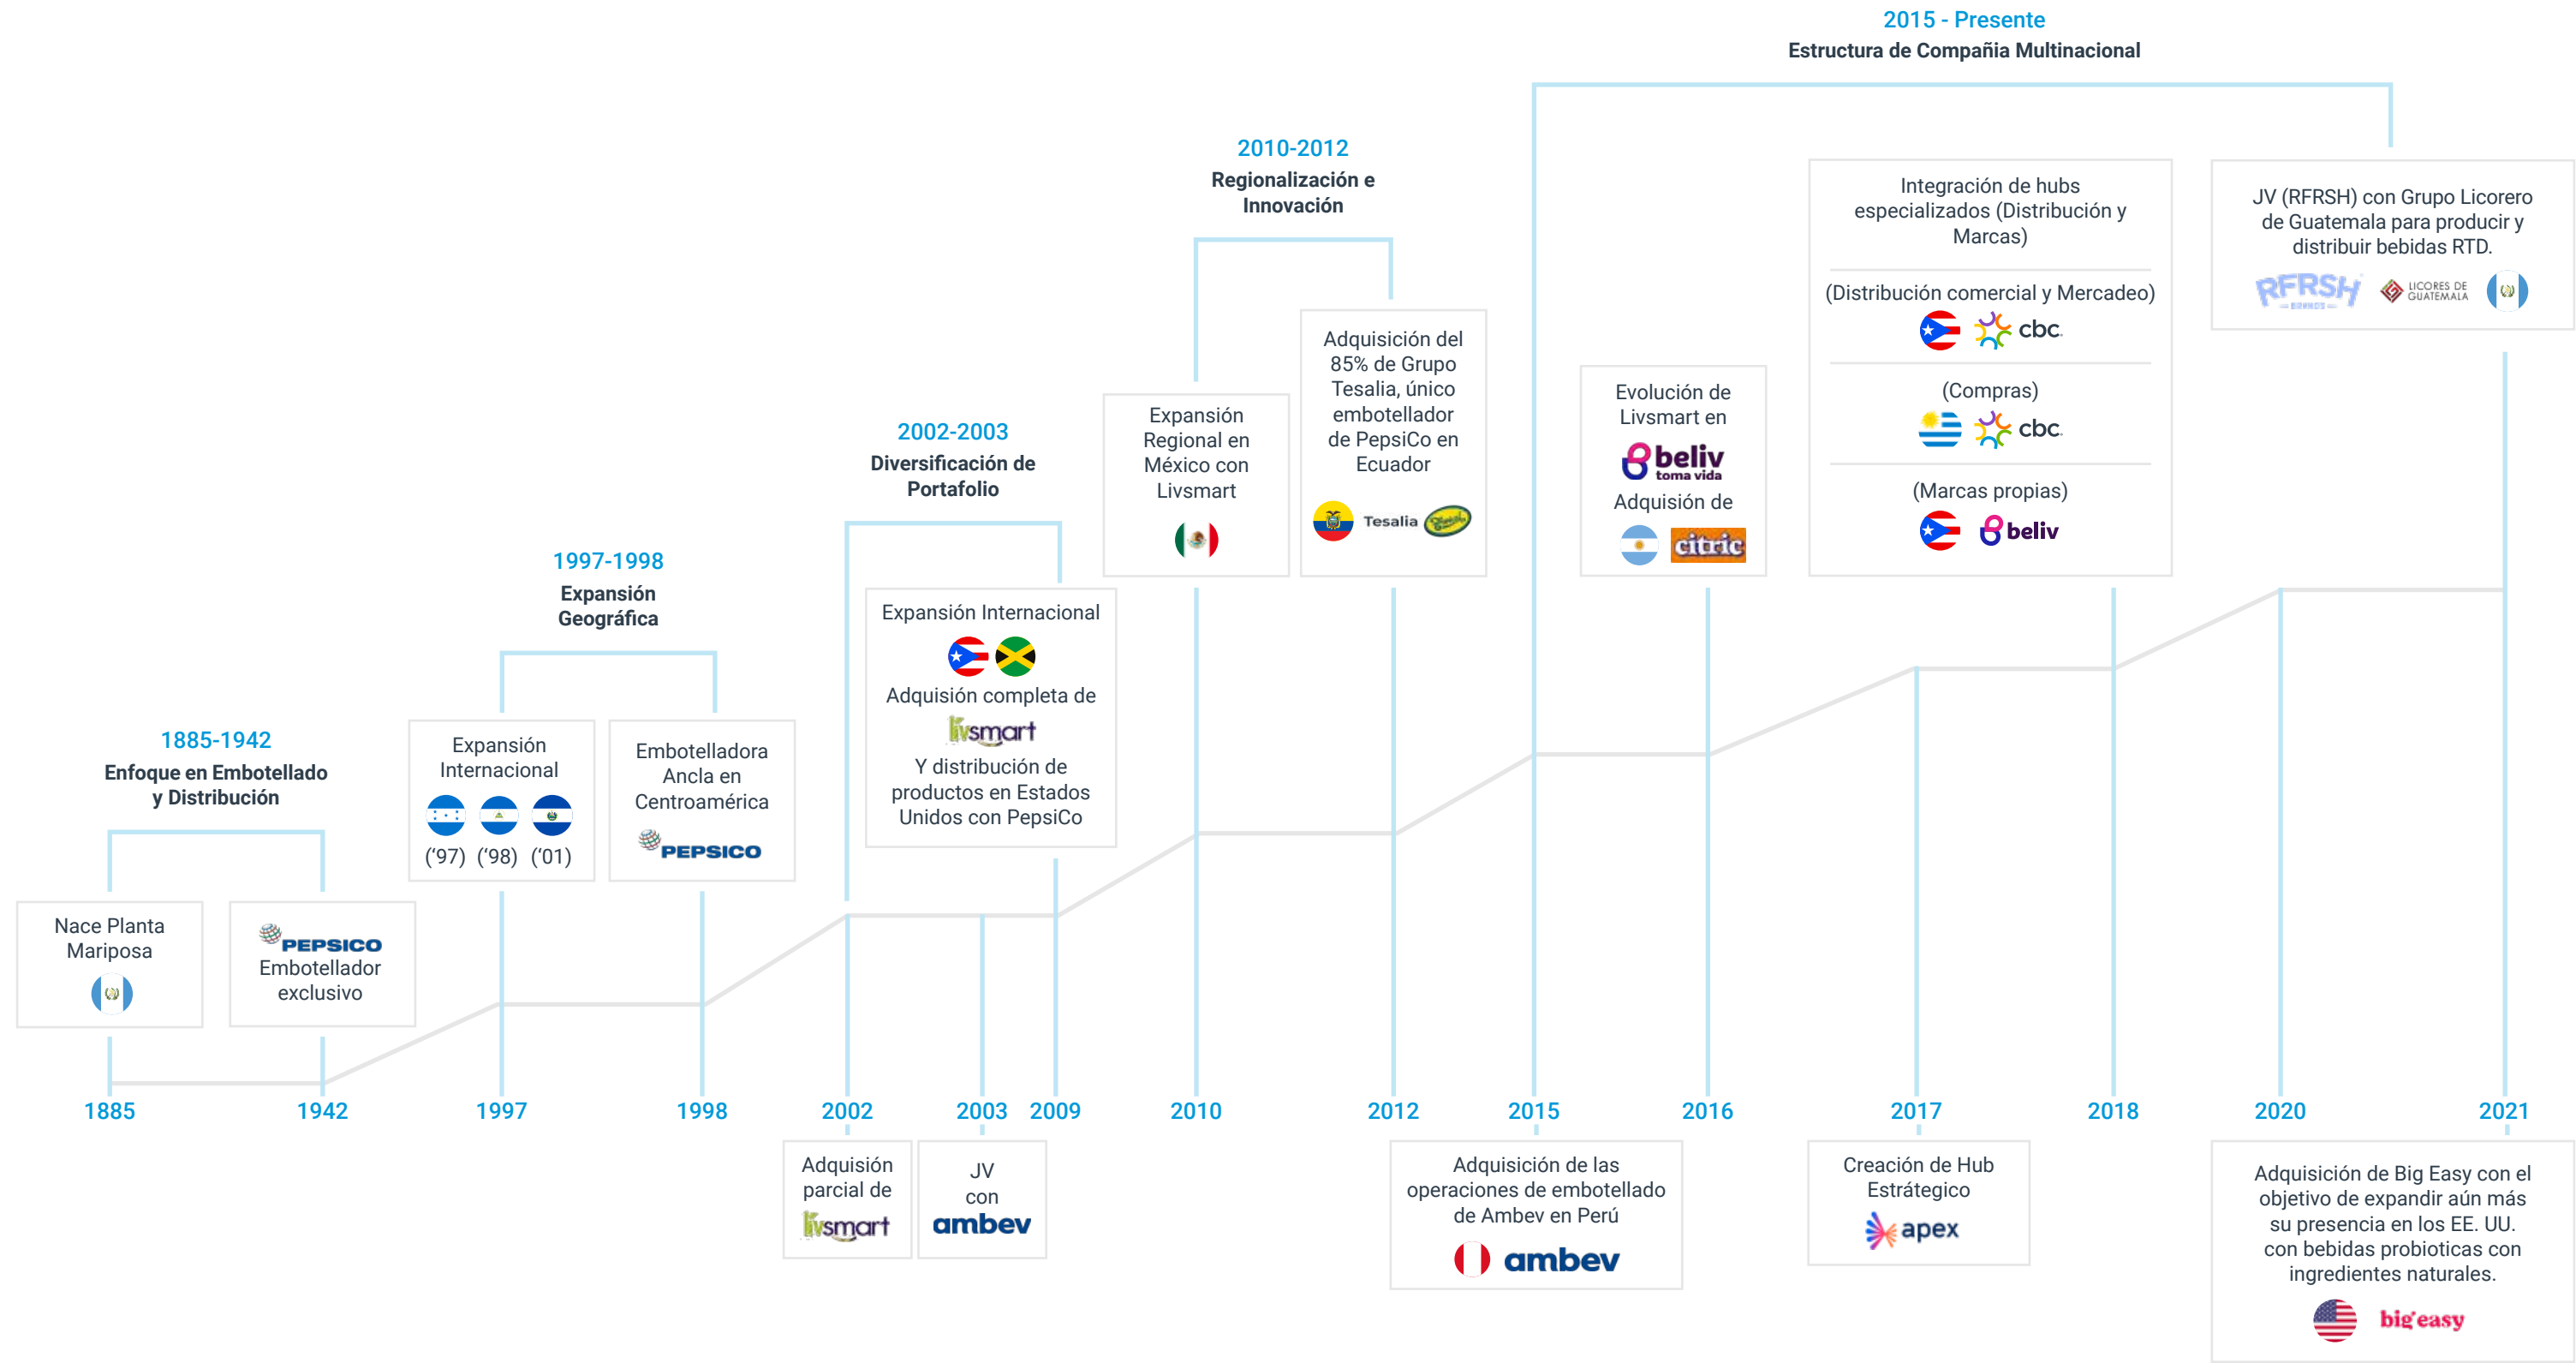 2015 - Presente
Estructura de Compañia Multinacional
2010-2012
Regionalización e
Innovación
2002-2003
Diversificación de
Portafolio
1997-1998
Expansión
Geográfica
1885-1942
Enfoque en Embotellado
y Distribución
Nace Planta
Mariposa
PEPSICO
Embotellador
exclusivo
Expansión
Internacional
(‘97) (‘98) (‘01)
Embotelladora
Ancla en
Centroamérica
PEPSICO
Expansión Internacional
Adquisión completa de
livsmart
Y distribución de
productos en Estados
Unidos con PepsiCo
Expansión
Regional en
México con
Livsmart
Adquisición del
85% de Grupo
Tesalia, único
embotellador
de PepsiCo en
Ecuador
Tesalia
Evolución de
Livsmart en
beliv
toma vida
Adquisión de
citric
Integración de hubs
especializados (Distribución y
Marcas)
(Distribución comercial y Mercadeo)
cbc
(Compras)
cbc
(Marcas propias)
beliv
JV (RFRSH) con Grupo Licorero
de Guatemala para producir y
distribuir bebidas RTD.
RFRSH
BRANDS
LICORES DE
GUATEMALA
1885 1942 1997 1998 2002 2003 2009 2010 2012 2015 2016 2017 2018 2020 2021
Adquisión
parcial de
livsmart
JV
con
ambev
Adquisición de las
operaciones de embotellado
de Ambev en Perú
ambev
Creación de Hub
Estrátegico
apex
Adquisición de Big Easy con el
objetivo de expandir aún más
su presencia en los EE. UU.
con bebidas probioticas con
ingredientes naturales.
big easy